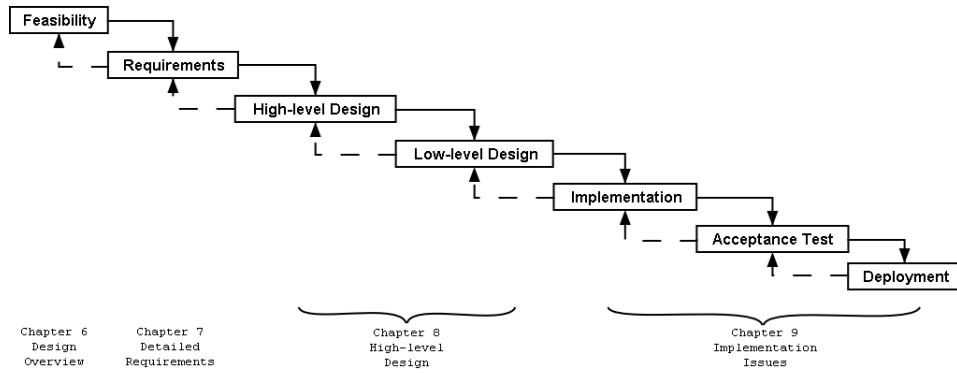 Feasibility
Requirements
High-level Design
Low-level Design
Implementation
Acceptance Test
Deployment
Chapter 6
Design
Overview
Chapter 7
Detailed
Requirements
Chapter 8
High-level
Design
Chapter 9
Implementation
Issues